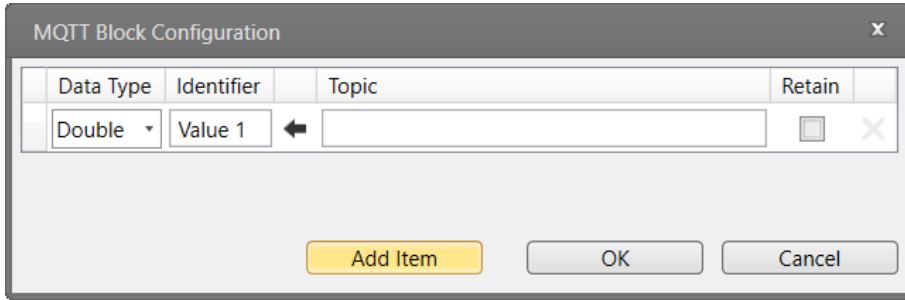 MQTT Block Configuration
x
Data Type Identifier Topic Retain
Double Value 1
Add Item OK Cancel